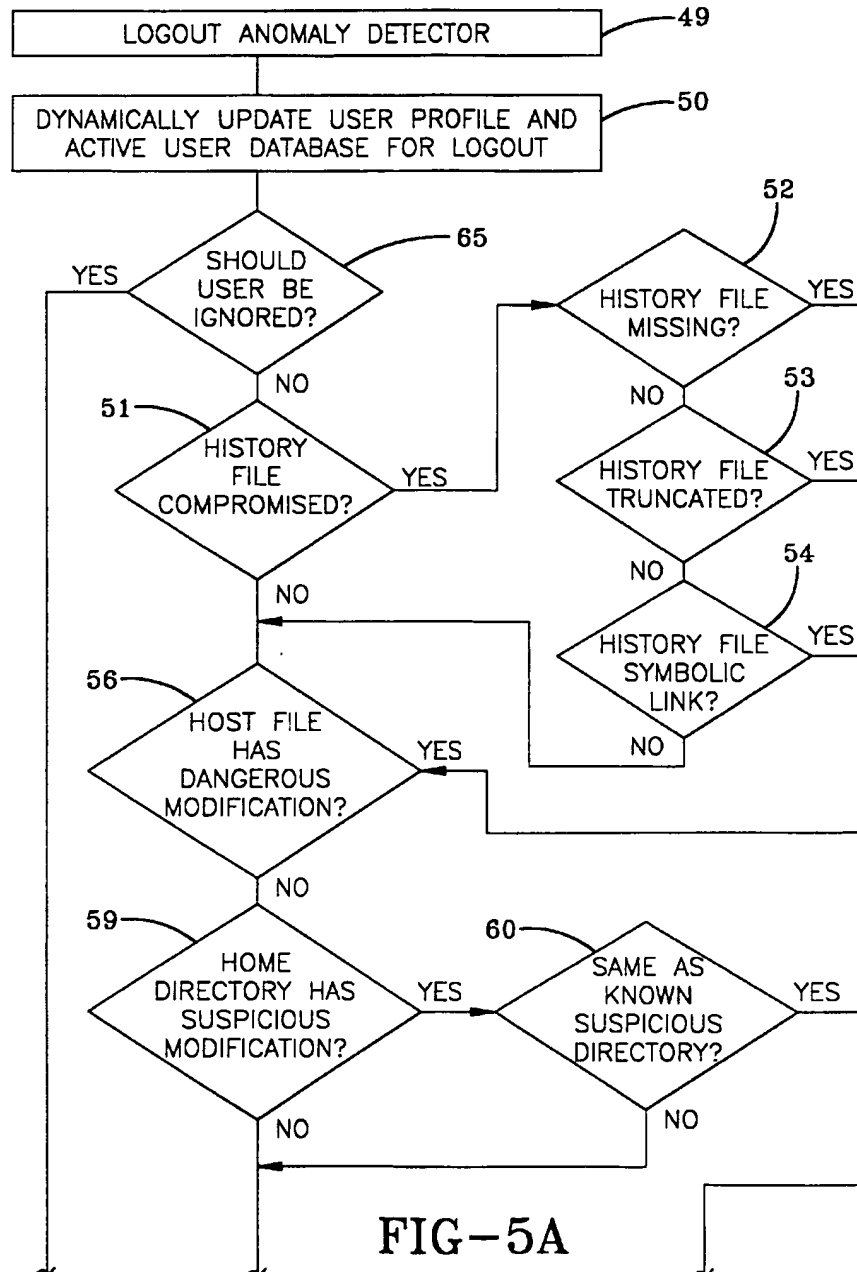 LOGOUT ANOMALY DETECTOR
49
DYNAMICALLY UPDATE USER PROFILE AND
ACTIVE USER DATABASE FOR LOGOUT
50
SHOULD
USER BE
IGNORED?
65
YES
NO
52
HISTORY FILE
MISSING?
YES
NO
51
HISTORY
FILE
COMPROMISED?
YES
NO
53
HISTORY FILE
TRUNCATED?
YES
NO
54
HISTORY FILE
SYMBOLIC
LINK?
YES
NO
56
HOST FILE
HAS
DANGEROUS
MODIFICATION?
YES
NO
59
HOME
DIRECTORY HAS
SUSPICIOUS
MODIFICATION?
YES
NO
60
SAME AS
KNOWN
SUSPICIOUS
DIRECTORY?
YES
NO
FIG-5A